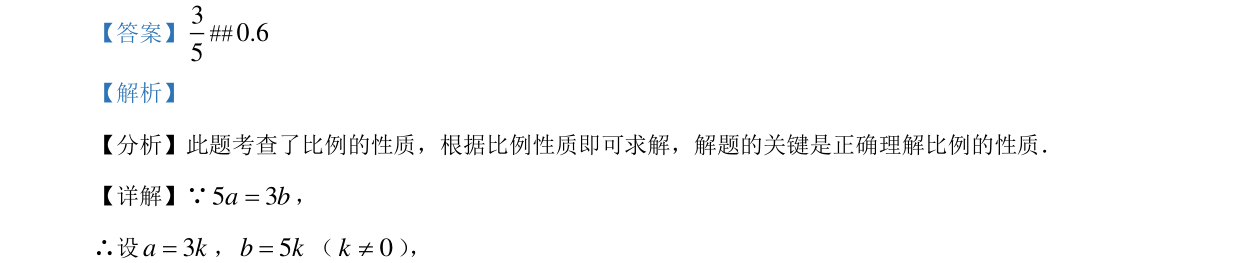 【答案】3/5##0.6
【解析】
【分析】此题考查了比例的性质，根据比例性质即可求解，解题的关键是正确理解比例的性质．
【详解】∵5a＝3b，
∴设a＝3k，b＝5k（k≠0），